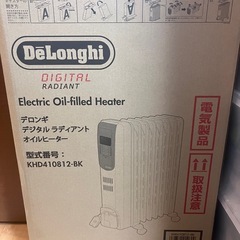 DeLonghi
DIGITAL
RADIANT
Electric Oil-filled Heater
デロンギ
デジタル ラディアント
オイルヒーター
型式番号：
KHD410812-BK
電気製品
取扱注意